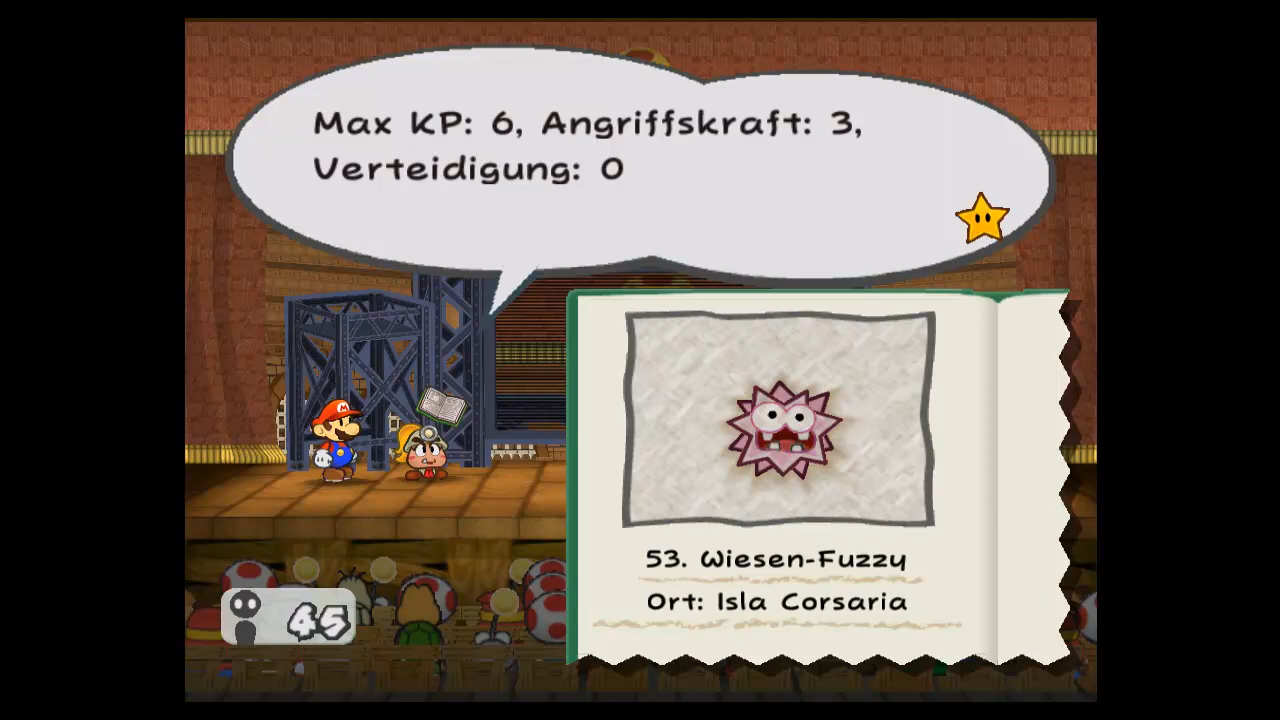 Max KP: 6, Angriffskraft: 3,
Verteidigung: 0
53. Wiesen-Fuzzy
Ort: Isla Corsaria
45